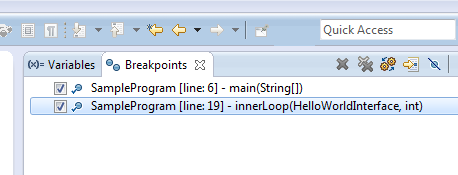 Quick Access
(x)= Variables Breakpoints
SampleProgram [line: 6] - main(String[])
SampleProgram [line: 19] - innerLoop(HelloWorldInterface, int)